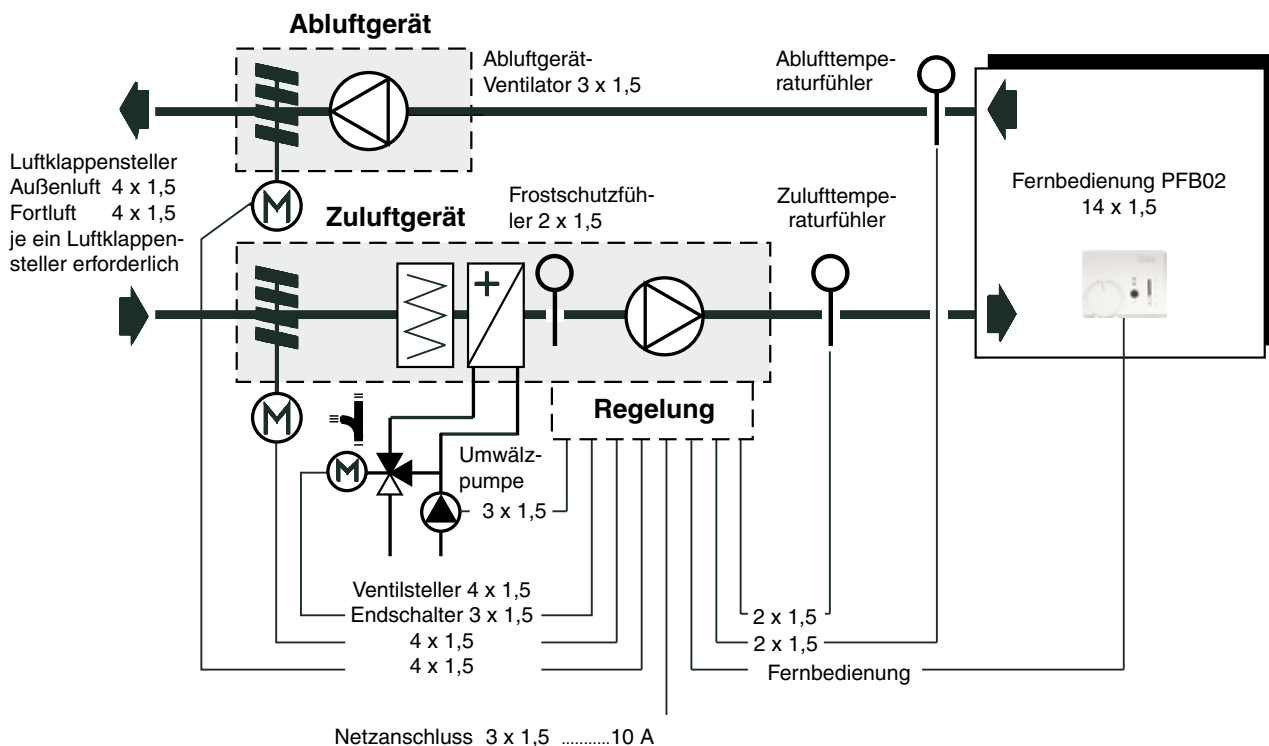 Abluftgerät
Abluftgerät-
Ventilator 3 x 1,5
Ablufttempe-
raturfühler
Luftklappensteller
Außenluft 4 x 1,5
Fortluft 4 x 1,5
je ein Luftklappen-
steller erforderlich
M
Zuluftgerät
Frostschutzfüh-
ler 2 x 1,5
Zulufttempe-
raturfühler
Fernbedienung PFB02
14 x 1,5
+
M
M
Regelung
Umwälz-
pumpe
3 x 1,5
Ventilsteller 4 x 1,5
Endschalter 3 x 1,5
4 x 1,5
4 x 1,5
2 x 1,5
2 x 1,5
Fernbedienung
Netzanschluss 3 x 1,5 ...........10 A